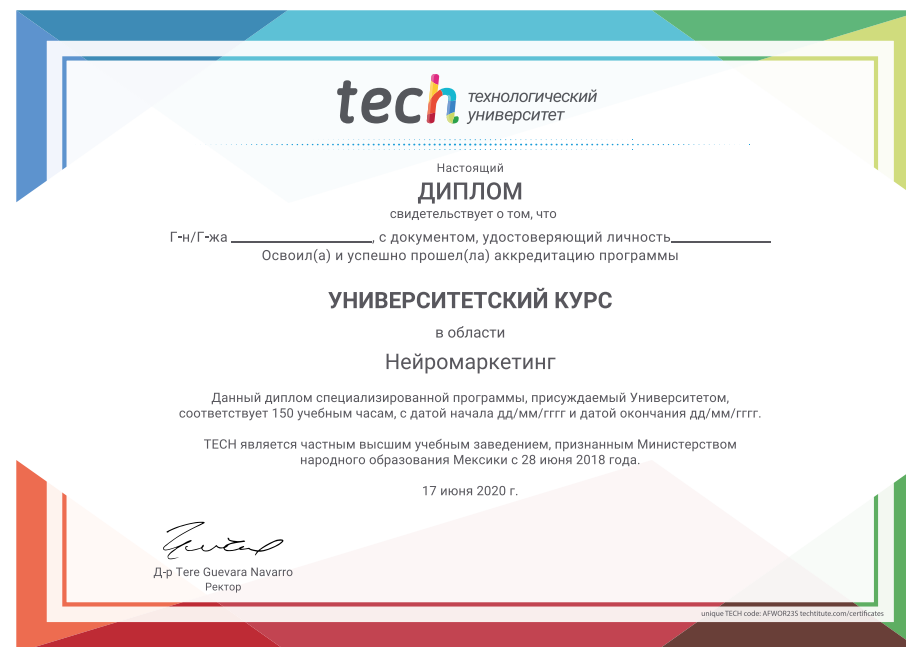 tech технологический университет
Настоящий
ДИПЛОМ
свидетельствует о том, что
Г-н/Г-жа ____________, с документом, удостоверяющий личность____________
Освоил(а) и успешно прошел(ла) аккредитацию программы
УНИВЕРСИТЕТСКИЙ КУРС
в области
Нейромаркетинг
Данный диплом специализированной программы, присуждаемый Университетом,
соответствует 150 учебным часам, с датой начала дд/мм/гггг и датой окончания дд/мм/гггг.
TECH является частным высшим учебным заведением, признанным Министерством
народного образования Мексики с 28 июня 2018 года.
17 июня 2020 г.
Д-р Tere Guevara Navarro
Ректор
unique TECH code: AFWOR23S techtitute.com/certificates